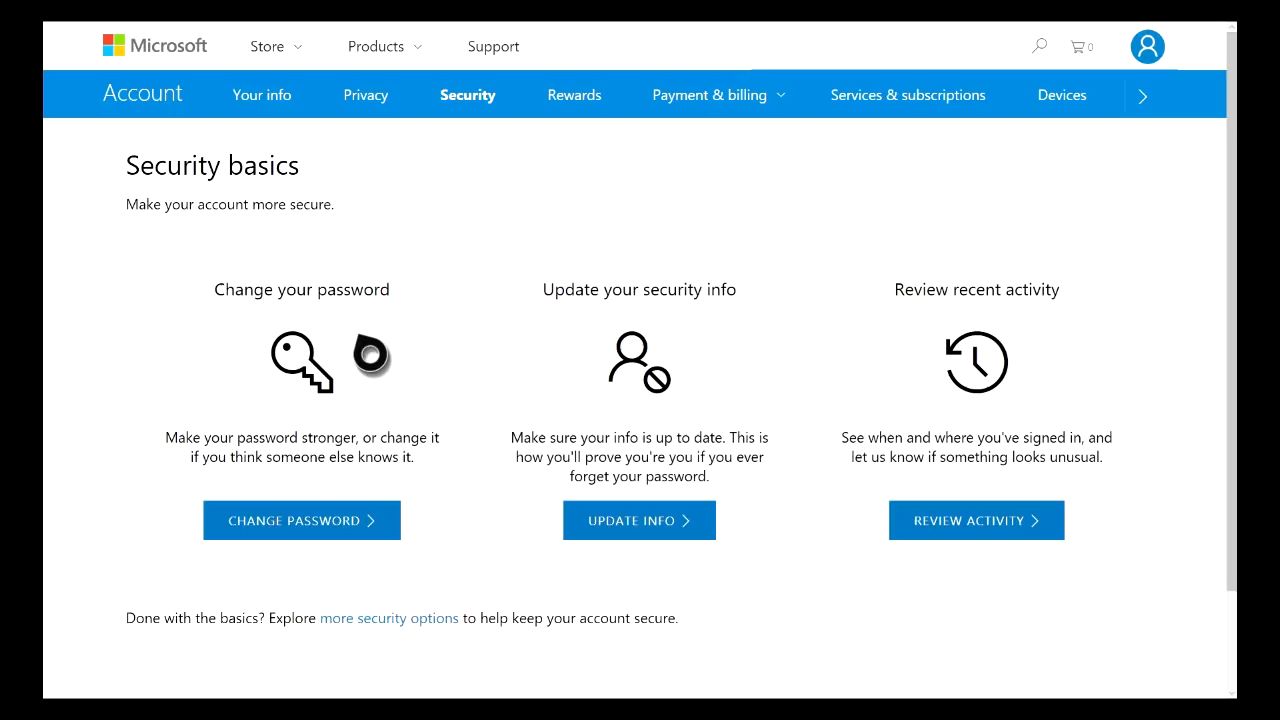 Microsoft Store Products Support 0
Account Your info Privacy Security Rewards Payment & billing Services & subscriptions Devices
Security basics
Make your account more secure.
Change your password
Make your password stronger, or change it
if you think someone else knows it.
CHANGE PASSWORD
Update your security info
Make sure your info is up to date. This is
how you'll prove you're you if you ever
forget your password.
UPDATE INFO
Review recent activity
See when and where you've signed in, and
let us know if something looks unusual.
REVIEW ACTIVITY
Done with the basics? Explore more security options to help keep your account secure.